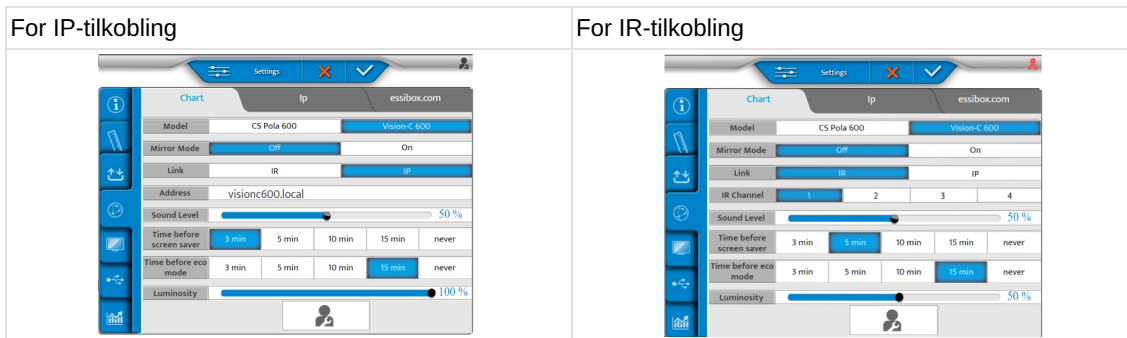 For IP-tilkobling
Settings
Chart Ip essibox.com
Model CS Pola 600 Vision-C 600
Mirror Mode Off On
Link IR IP
Address visionc600.local
Sound Level 50 %
Time before screen saver 3 min 5 min 10 min 15 min never
Time before eco mode 3 min 5 min 10 min 15 min never
Luminosity 100 %
For IR-tilkobling
Settings
Chart Ip essibox.com
Model CS Pola 600 Vision-C 600
Mirror Mode Off On
Link IR IP
IR Channel 1 2 3 4
Sound Level 50 %
Time before screen saver 3 min 5 min 10 min 15 min never
Time before eco mode 3 min 5 min 10 min 15 min never
Luminosity 50 %